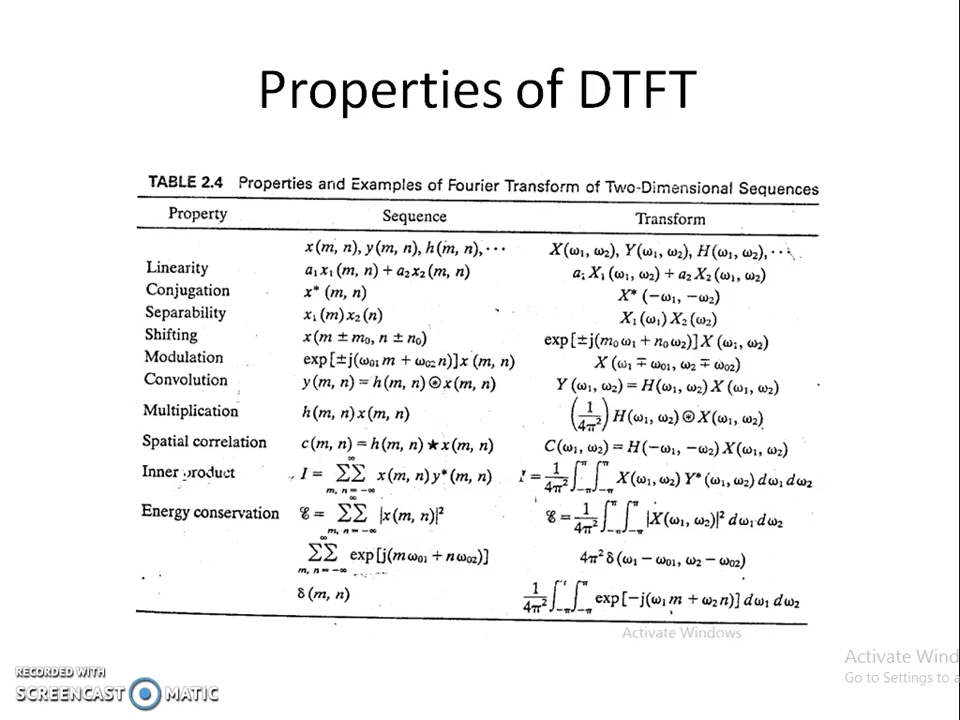 Properties of DTFT
TABLE 2.4 Properties and Examples of Fourier Transform of Two-Dimensional Sequences
Property Sequence Transform
x(m, n), y(m, n), h(m, n), ··· X(ω₁, ω₂), Y(ω₁, ω₂), H(ω₁, ω₂), ···
Linearity a₁x₁(m, n) + a₂x₂(m, n) a₁X₁(ω₁, ω₂) + a₂X₂(ω₁, ω₂)
Conjugation x*(m, n) X*(−ω₁, −ω₂)
Separability x₁(m)x₂(n) X₁(ω₁)X₂(ω₂)
Shifting x(m ± m₀, n ± n₀) exp[±j(m₀ω₁ + n₀ω₂)]X(ω₁, ω₂)
Modulation exp[±j(ω₀₁m + ω₀₂n)]x(m, n) X(ω₁ ∓ ω₀₁, ω₂ ∓ ω₀₂)
Convolution y(m, n) = h(m, n) ⊛ x(m, n) Y(ω₁, ω₂) = H(ω₁, ω₂)X(ω₁, ω₂)
Multiplication h(m, n)x(m, n) (1/4π²) H(ω₁, ω₂) ⊛ X(ω₁, ω₂)
Spatial correlation c(m, n) = h(m, n) ★ x(m, n) C(ω₁, ω₂) = H(−ω₁, −ω₂)X(ω₁, ω₂)
Inner product I = ∑∑_{m, n=−∞}^{∞} x(m, n)y*(m, n) I = 1/4π² ∫_{−π}^{π} ∫_{−π}^{π} X(ω₁, ω₂)Y*(ω₁, ω₂) dω₁ dω₂
Energy conservation ℰ = ∑∑_{m, n=−∞}^{∞} |x(m, n)|² ℰ = 1/4π² ∫_{−π}^{π} ∫_{−π}^{π} |X(ω₁, ω₂)|² dω₁ dω₂
∑∑_{m, n=−∞}^{∞} exp[j(mω₀₁ + nω₀₂)] 4π²δ(ω₁ − ω₀₁, ω₂ − ω₀₂)
δ(m, n) 1/4π² ∫_{−π}^{π} ∫_{−π}^{π} exp[−j(ω₁m + ω₂n)] dω₁ dω₂
Activate Windows
Activate Wind
Go to Settings to a
RECORDED WITH
SCREENCAST MATIC